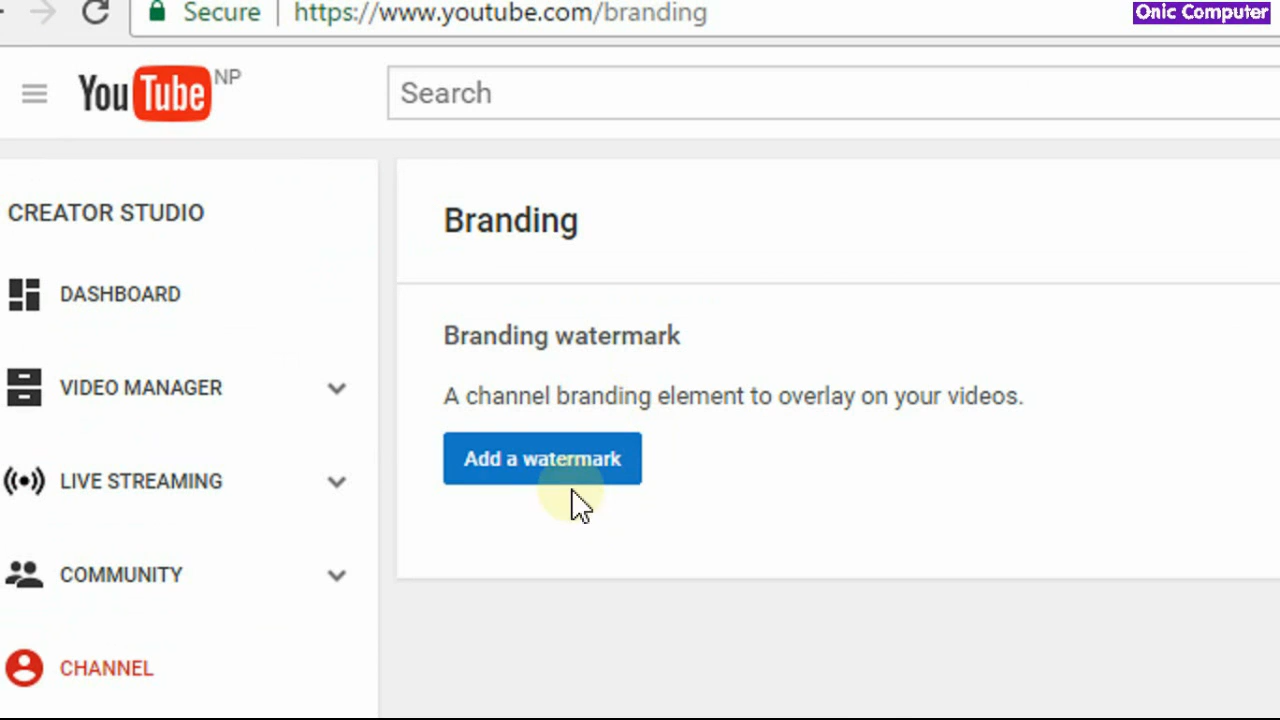 Secure https://www.youtube.com/branding
Onic Computer
YouTube NP
Search
CREATOR STUDIO
DASHBOARD
VIDEO MANAGER
LIVE STREAMING
COMMUNITY
CHANNEL
Branding
Branding watermark
A channel branding element to overlay on your videos.
Add a watermark